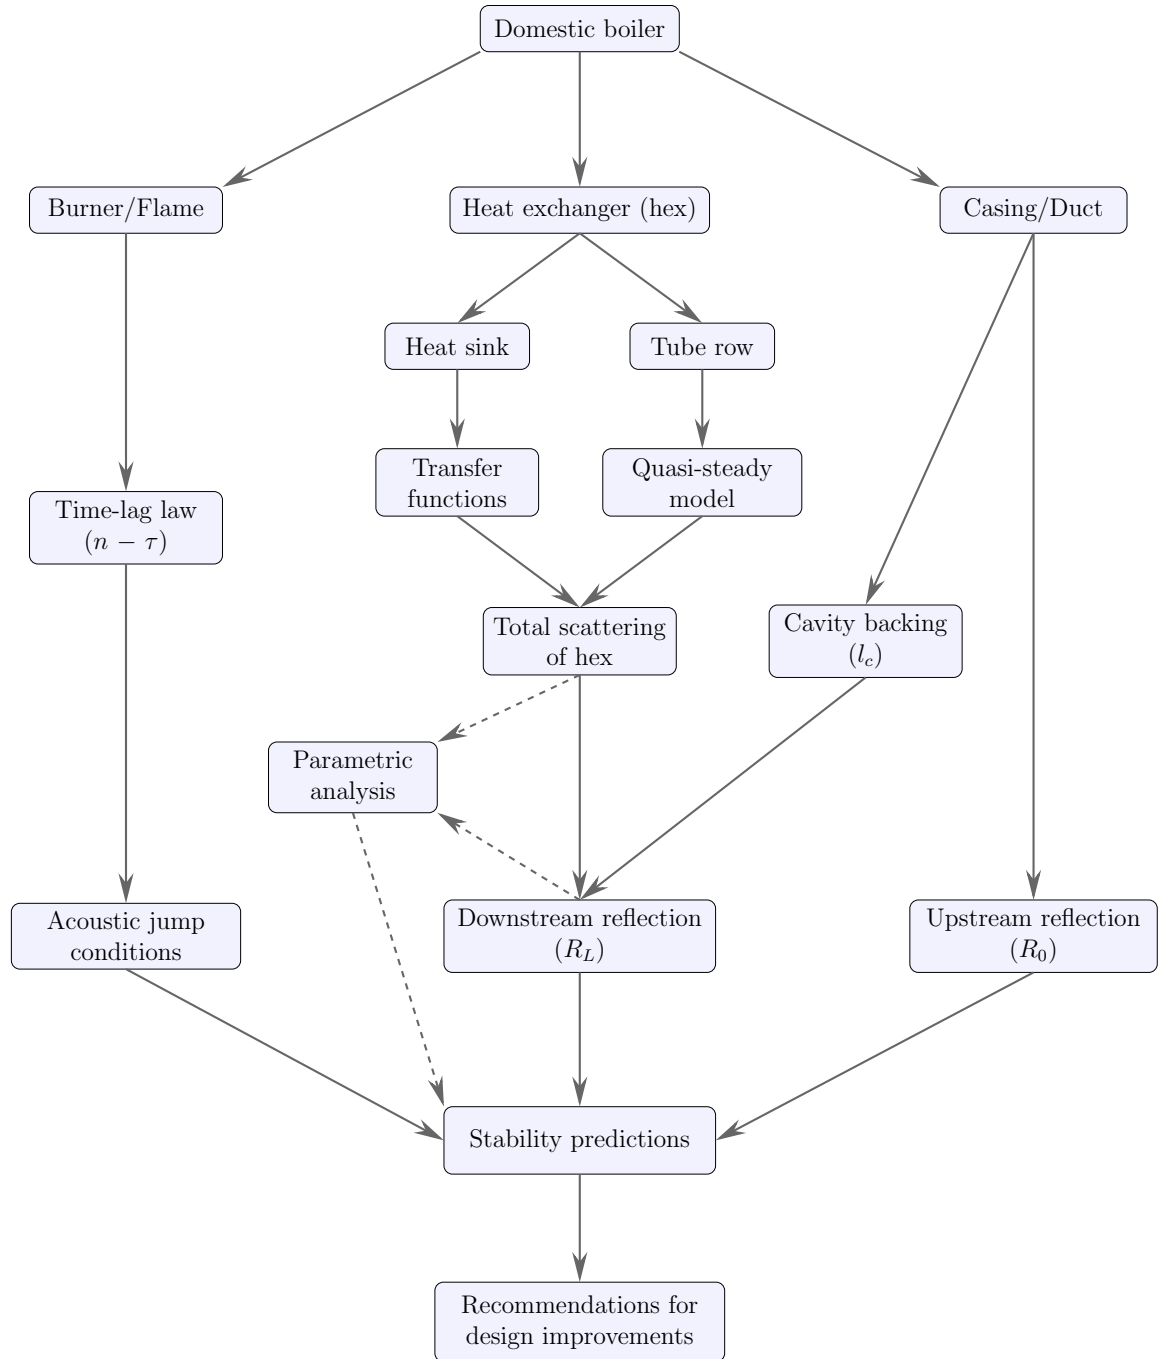 Domestic boiler
Burner/Flame
Heat exchanger (hex)
Casing/Duct
Heat sink
Tube row
Transfer
functions
Quasi-steady
model
Time-lag law
(n − τ)
Total scattering
of hex
Cavity backing
(l_c)
Parametric
analysis
Acoustic jump
conditions
Downstream reflection
(R_L)
Upstream reflection
(R_0)
Stability predictions
Recommendations for
design improvements